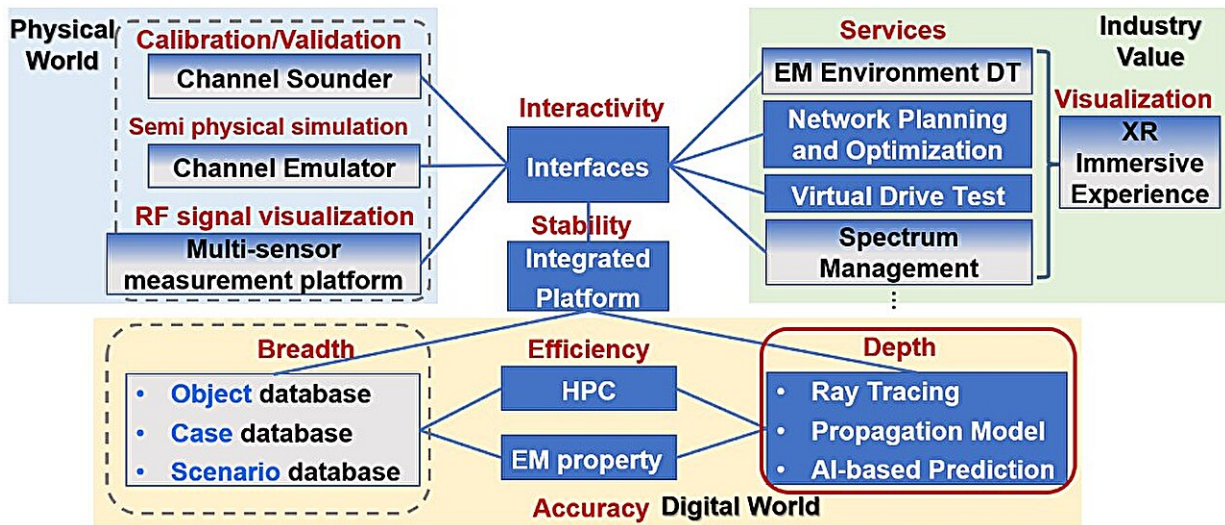 Physical
World
Calibration/Validation
Channel Sounder
Semi physical simulation
Channel Emulator
RF signal visualization
Multi-sensor
measurement platform
Interactivity
Interfaces
Stability
Integrated
Platform
Services
Industry
Value
EM Environment DT
Network Planning
and Optimization
Virtual Drive Test
Spectrum
Management
⋮
Visualization
XR
Immersive
Experience
Breadth
• Object database
• Case database
• Scenario database
Efficiency
HPC
EM property
Accuracy
Digital World
Depth
• Ray Tracing
• Propagation Model
• AI-based Prediction